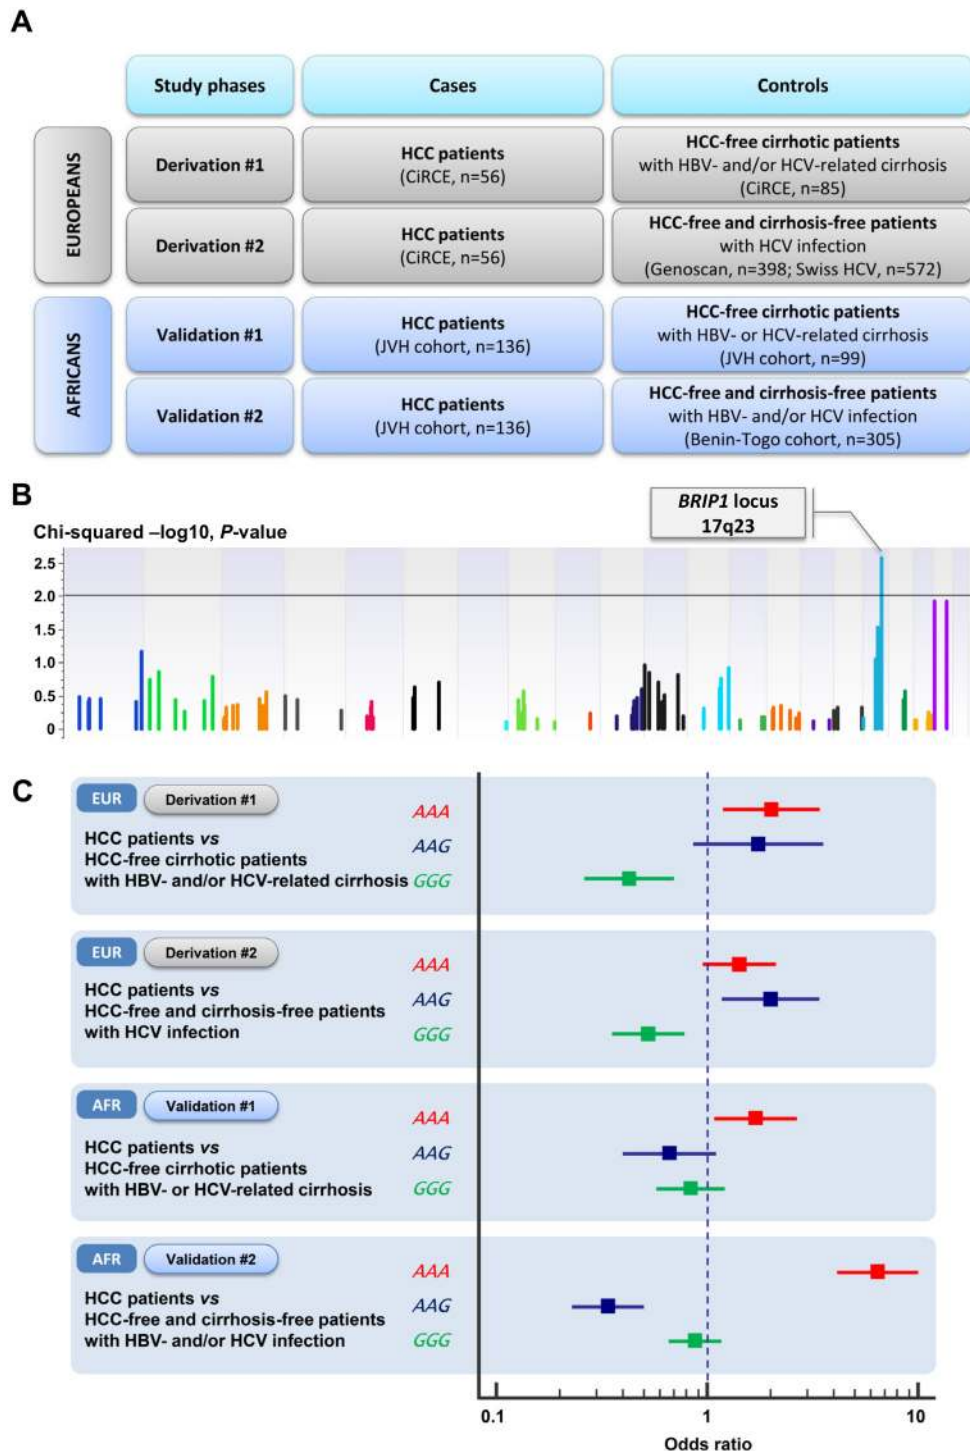 A
Study phases
Cases
Controls
EUROPEANS
Derivation #1
HCC patients
(CiRCE, n=56)
HCC-free cirrhotic patients
with HBV- and/or HCV-related cirrhosis
(CiRCE, n=85)
Derivation #2
HCC patients
(CiRCE, n=56)
HCC-free and cirrhosis-free patients
with HCV infection
(Genoscan, n=398; Swiss HCV, n=572)
AFRICANS
Validation #1
HCC patients
(JVH cohort, n=136)
HCC-free cirrhotic patients
with HBV- or HCV-related cirrhosis
(JVH cohort, n=99)
Validation #2
HCC patients
(JVH cohort, n=136)
HCC-free and cirrhosis-free patients
with HBV- and/or HCV infection
(Benin-Togo cohort, n=305)
B
BRIP1 locus
17q23
Chi-squared –log10, P-value
2.5
2.0
1.5
1.0
0.5
0
C
EUR
Derivation #1
HCC patients vs
HCC-free cirrhotic patients
with HBV- and/or HCV-related cirrhosis
AAA
AAG
GGG
EUR
Derivation #2
HCC patients vs
HCC-free and cirrhosis-free patients
with HCV infection
AAA
AAG
GGG
AFR
Validation #1
HCC patients vs
HCC-free cirrhotic patients
with HBV- or HCV-related cirrhosis
AAA
AAG
GGG
AFR
Validation #2
HCC patients vs
HCC-free and cirrhosis-free patients
with HBV- and/or HCV infection
AAA
AAG
GGG
0.1
1
10
Odds ratio